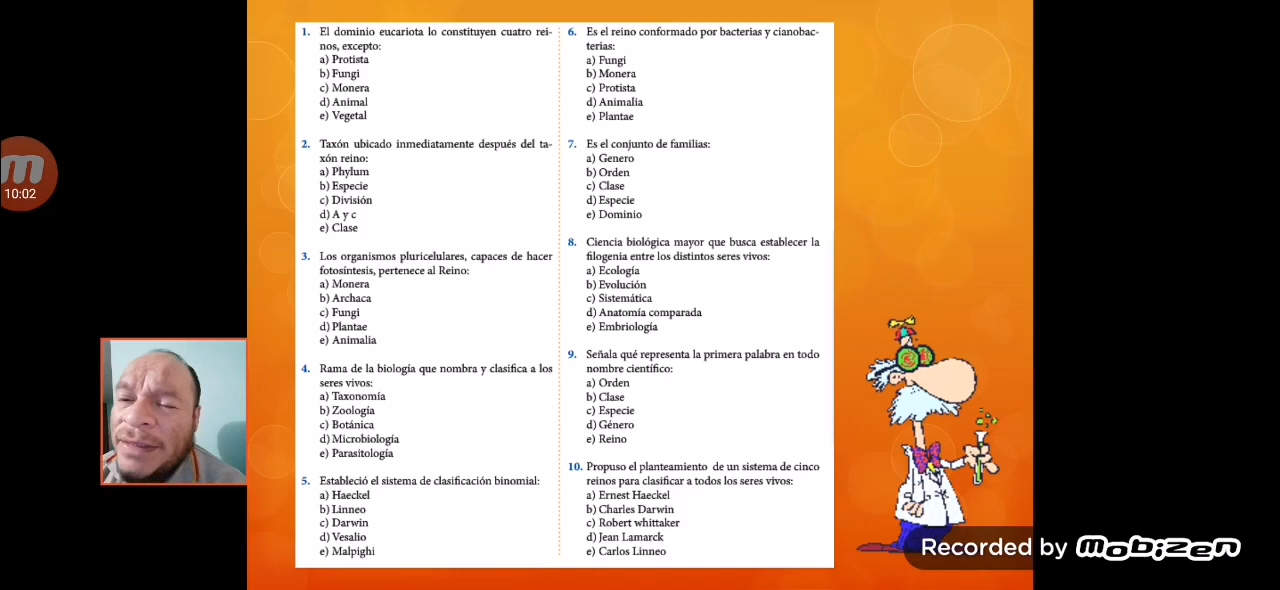 1. El dominio eucariota lo constituyen cuatro rei-
nos, excepto:
a) Protista
b) Fungi
c) Monera
d) Animal
e) Vegetal
2. Taxón ubicado inmediatamente después del ta-
xón reino:
a) Phylum
b) Especie
c) División
d) A y c
e) Clase
3. Los organismos pluricelulares, capaces de hacer
fotosíntesis, pertenece al Reino:
a) Monera
b) Archaca
c) Fungi
d) Plantae
e) Animalia
4. Rama de la biología que nombra y clasifica a los
seres vivos:
a) Taxonomía
b) Zoología
c) Botánica
d) Microbiología
e) Parasitología
5. Estableció el sistema de clasificación binomial:
a) Haeckel
b) Linneo
c) Darwin
d) Vesalio
e) Malpighi
6. Es el reino conformado por bacterias y cianobac-
terias:
a) Fungi
b) Monera
c) Protista
d) Animalia
e) Plantae
7. Es el conjunto de familias:
a) Genero
b) Orden
c) Clase
d) Especie
e) Dominio
8. Ciencia biológica mayor que busca establecer la
filogenia entre los distintos seres vivos:
a) Ecología
b) Evolución
c) Sistemática
d) Anatomía comparada
e) Embriología
9. Señala qué representa la primera palabra en todo
nombre científico:
a) Orden
b) Clase
c) Especie
d) Género
e) Reino
10. Propuso el planteamiento de un sistema de cinco
reinos para clasificar a todos los seres vivos:
a) Ernest Haeckel
b) Charles Darwin
c) Robert whittaker
d) Jean Lamarck
e) Carlos Linneo
m
10:02
Recorded by mobizen